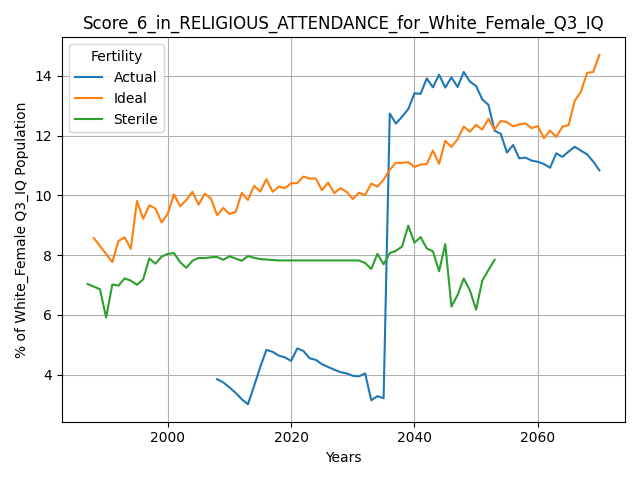 Score_6_in_RELIGIOUS_ATTENDANCE_for_White_Female_Q3_IQ
Fertility
Actual
Ideal
Sterile
14
12
10
8
6
4
% of White_Female Q3_IQ Population
2000
2020
2040
2060
Years